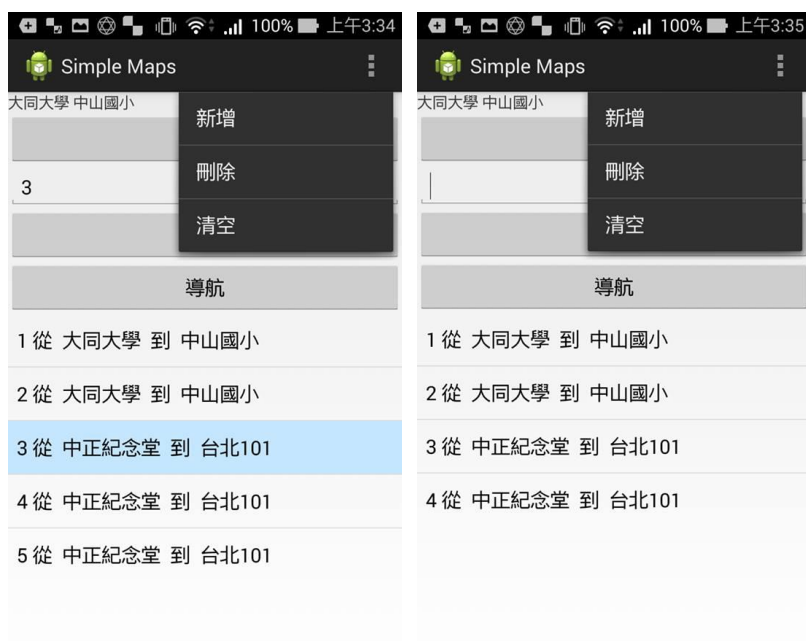 100% 上午3:34
Simple Maps
大同大學 中山國小
新增
3
刪除
清空
導航
1 從 大同大學 到 中山國小
2 從 大同大學 到 中山國小
3 從 中正紀念堂 到 台北101
4 從 中正紀念堂 到 台北101
5 從 中正紀念堂 到 台北101
100% 上午3:35
Simple Maps
大同大學 中山國小
新增
刪除
清空
導航
1 從 大同大學 到 中山國小
2 從 大同大學 到 中山國小
3 從 中正紀念堂 到 台北101
4 從 中正紀念堂 到 台北101